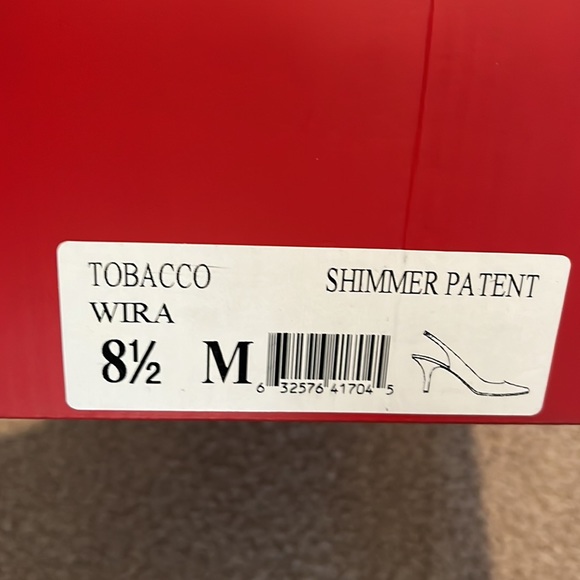 TOBACCO SHIMMER PATENT
WIRA
8½ M
6 32576 41704 5